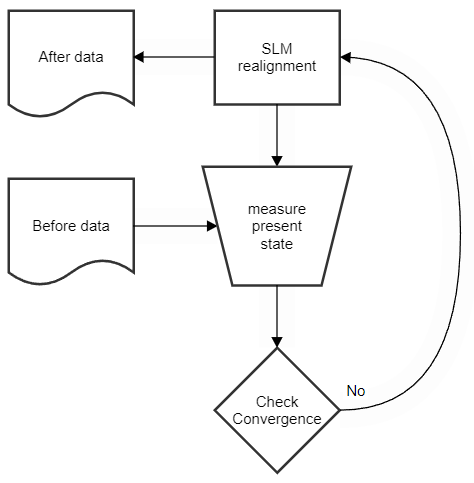 After data
SLM
realignment
Before data
measure
present
state
Check
Convergence
No